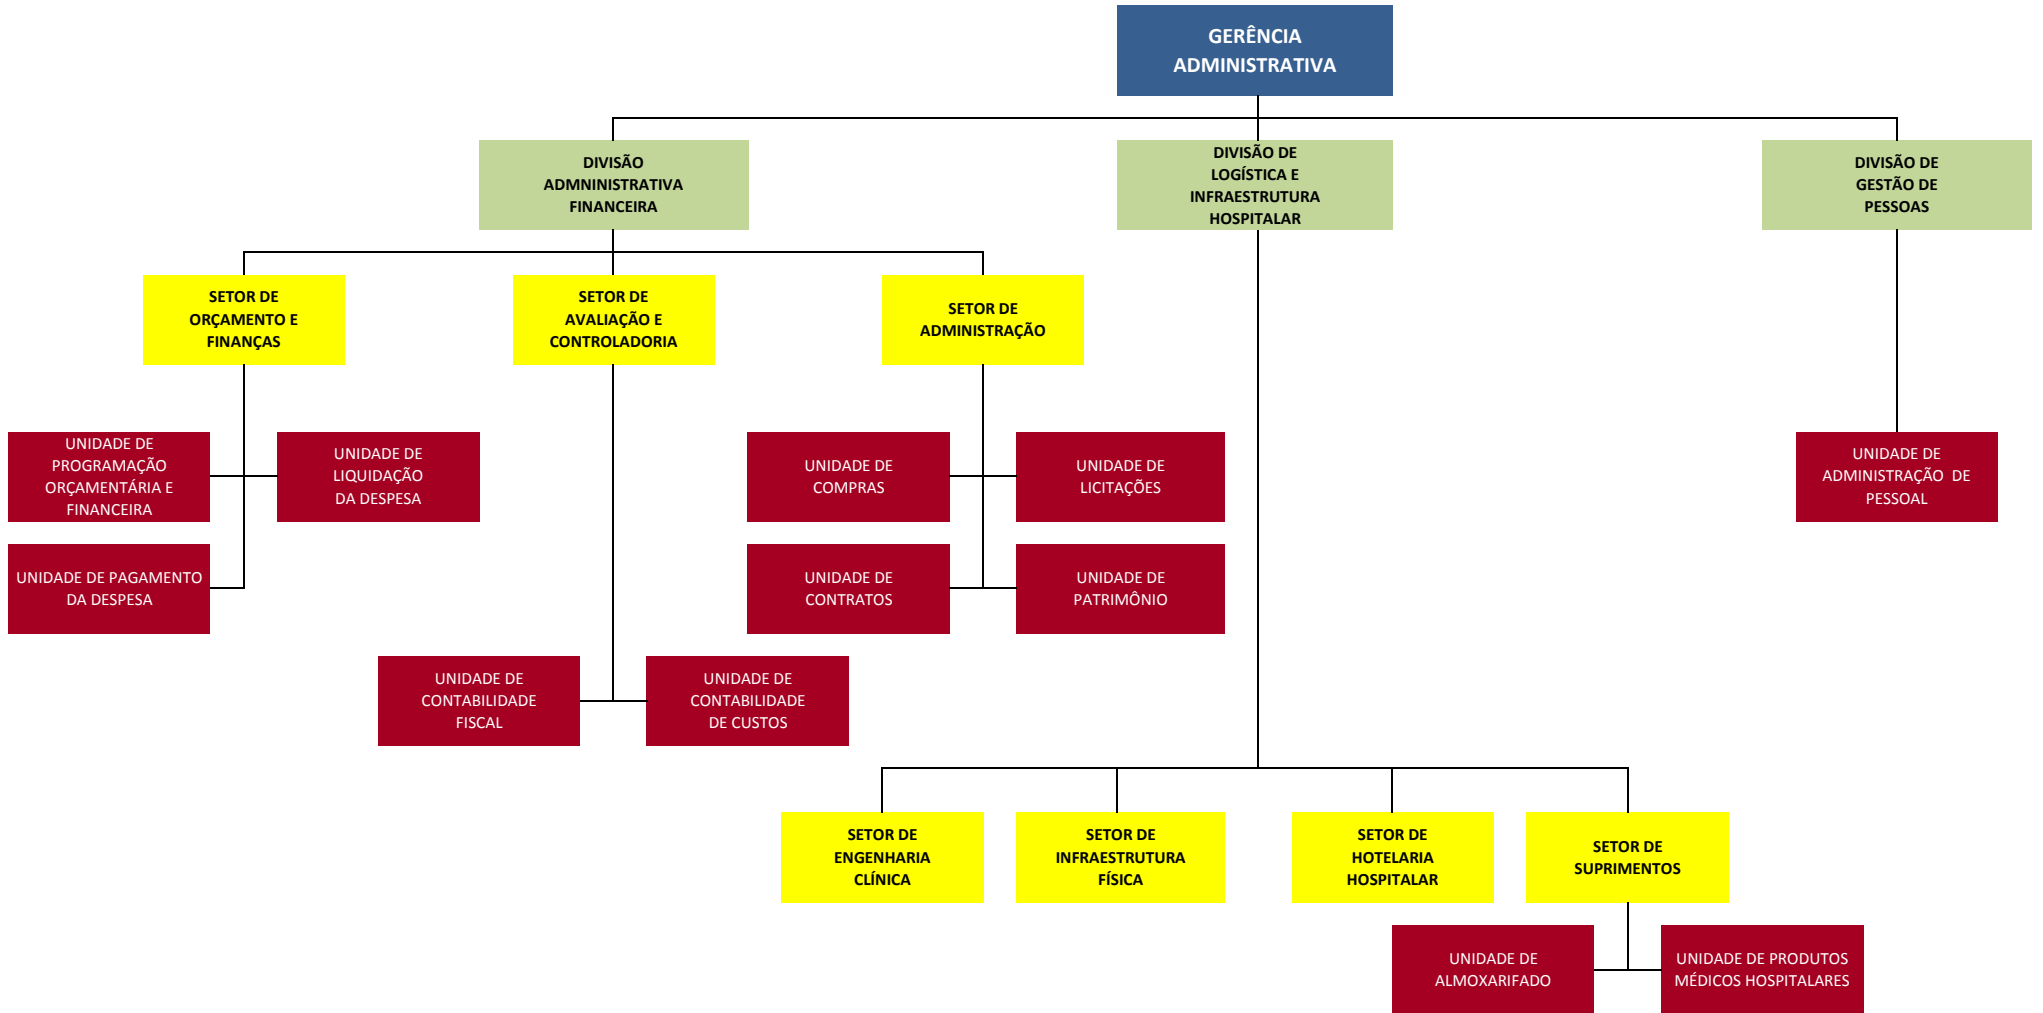 GERÊNCIA
ADMINISTRATIVA
DIVISÃO
ADMNINISTRATIVA
FINANCEIRA
DIVISÃO DE
LOGÍSTICA E
INFRAESTRUTURA
HOSPITALAR
DIVISÃO DE
GESTÃO DE
PESSOAS
SETOR DE
ORÇAMENTO E
FINANÇAS
SETOR DE
AVALIAÇÃO E
CONTROLADORIA
SETOR DE
ADMINISTRAÇÃO
UNIDADE DE
PROGRAMAÇÃO
ORÇAMENTÁRIA E
FINANCEIRA
UNIDADE DE
LIQUIDAÇÃO
DA DESPESA
UNIDADE DE
COMPRAS
UNIDADE DE
LICITAÇÕES
UNIDADE DE
ADMINISTRAÇÃO  DE
PESSOAL
UNIDADE DE PAGAMENTO
DA DESPESA
UNIDADE DE
CONTRATOS
UNIDADE DE
PATRIMÔNIO
UNIDADE DE
CONTABILIDADE
FISCAL
UNIDADE DE
CONTABILIDADE
DE CUSTOS
SETOR DE
ENGENHARIA
CLÍNICA
SETOR DE
INFRAESTRUTURA
FÍSICA
SETOR DE
HOTELARIA
HOSPITALAR
SETOR DE
SUPRIMENTOS
UNIDADE DE
ALMOXARIFADO
UNIDADE DE PRODUTOS
MÉDICOS HOSPITALARES